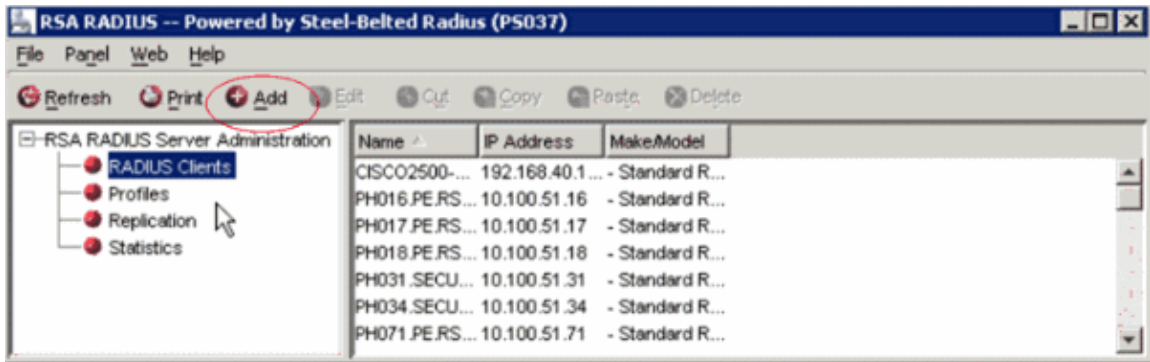 RSA RADIUS -- Powered by Steel-Belted Radius (PS037)
File Panel Web Help
Refresh Print Add Edit Cut Copy Paste Delete
RSA RADIUS Server Administration
RADIUS Clients
Profiles
Replication
Statistics
Name IP Address Make/Model
CISCO2500-... 192.168.40.1... - Standard R...
PH016.PE.RS... 10.100.51.16 - Standard R...
PH017.PE.RS... 10.100.51.17 - Standard R...
PH018.PE.RS... 10.100.51.18 - Standard R...
PH031.SECU... 10.100.51.31 - Standard R...
PH034.SECU... 10.100.51.34 - Standard R...
PH071.PE.RS... 10.100.51.71 - Standard R...